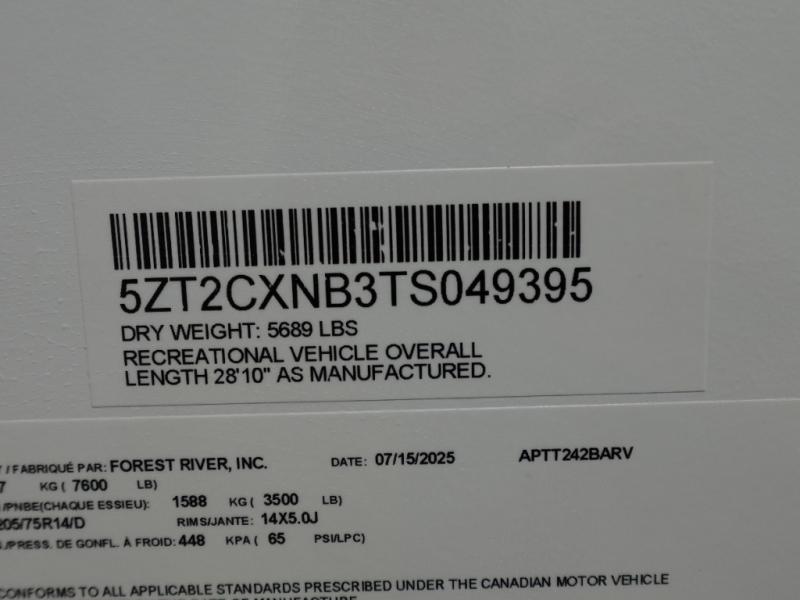 5ZT2CXNB3TS049395
DRY WEIGHT: 5689 LBS
RECREATIONAL VEHICLE OVERALL
LENGTH 28'10" AS MANUFACTURED.
/ FABRIQUÉ PAR: FOREST RIVER, INC. DATE: 07/15/2025 APTT242BARV
7 KG ( 7600 LB)
/PNBE(CHAQUE ESSIEU): 1588 KG ( 3500 LB)
205/75R14/D RIMS/JANTE: 14X5.0J
./PRESS. DE GONFL. À FROID: 448 KPA ( 65 PSI/LPC)
CONFORMS TO ALL APPLICABLE STANDARDS PRESCRIBED UNDER THE CANADIAN MOTOR VEHICLE